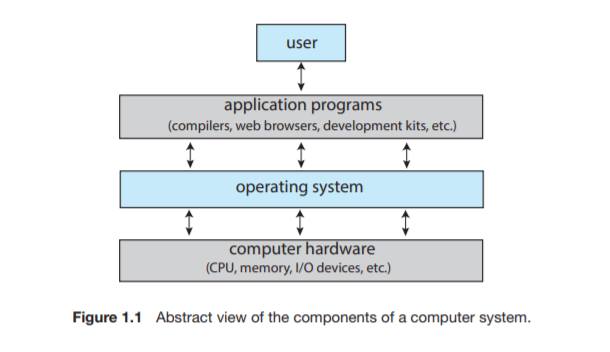 user
application programs
(compilers, web browsers, development kits, etc.)
operating system
computer hardware
(CPU, memory, I/O devices, etc.)
Figure 1.1 Abstract view of the components of a computer system.